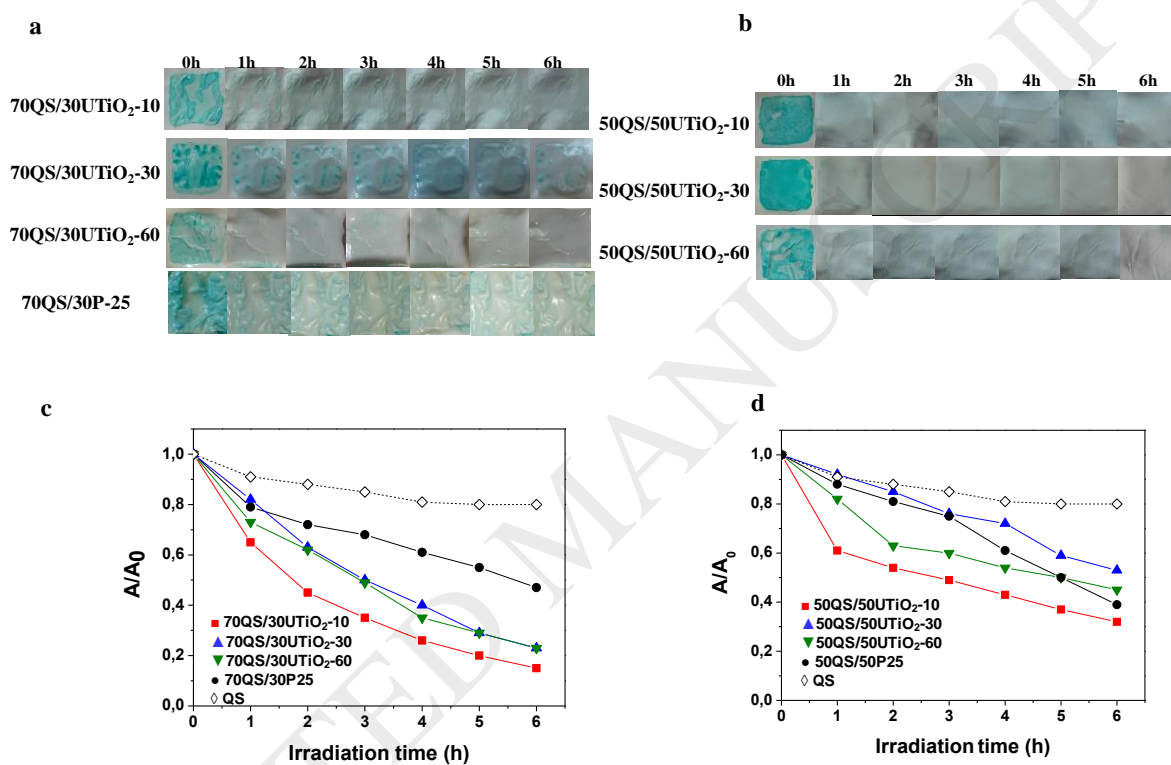 a
0h 1h 2h 3h 4h 5h 6h
70QS/30UTiO₂-10
70QS/30UTiO₂-30
70QS/30UTiO₂-60
70QS/30P-25
b
0h 1h 2h 3h 4h 5h 6h
50QS/50UTiO₂-10
50QS/50UTiO₂-30
50QS/50UTiO₂-60
c
A/A₀
1,0
0,8
0,6
0,4
0,2
0,0
70QS/30UTiO₂-10
70QS/30UTiO₂-30
70QS/30UTiO₂-60
70QS/30P25
QS
0 1 2 3 4 5 6
Irradiation time (h)
d
A/A₀
1,0
0,8
0,6
0,4
0,2
0,0
50QS/50UTiO₂-10
50QS/50UTiO₂-30
50QS/50UTiO₂-60
50QS/50P25
QS
0 1 2 3 4 5 6
Irradiation time (h)
TED MANUSCRIP